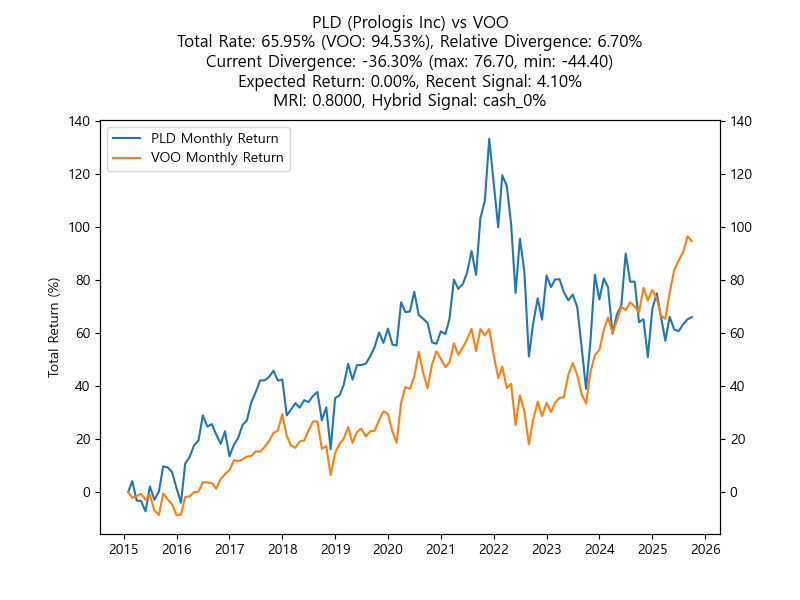 PLD (Prologis Inc) vs VOO
Total Rate: 65.95% (VOO: 94.53%), Relative Divergence: 6.70%
Current Divergence: -36.30% (max: 76.70, min: -44.40)
Expected Return: 0.00%, Recent Signal: 4.10%
MRI: 0.8000, Hybrid Signal: cash_0%
PLD Monthly Return
VOO Monthly Return
Total Return (%)
140
120
100
80
60
40
20
0
140
120
100
80
60
40
20
0
2015 2016 2017 2018 2019 2020 2021 2022 2023 2024 2025 2026